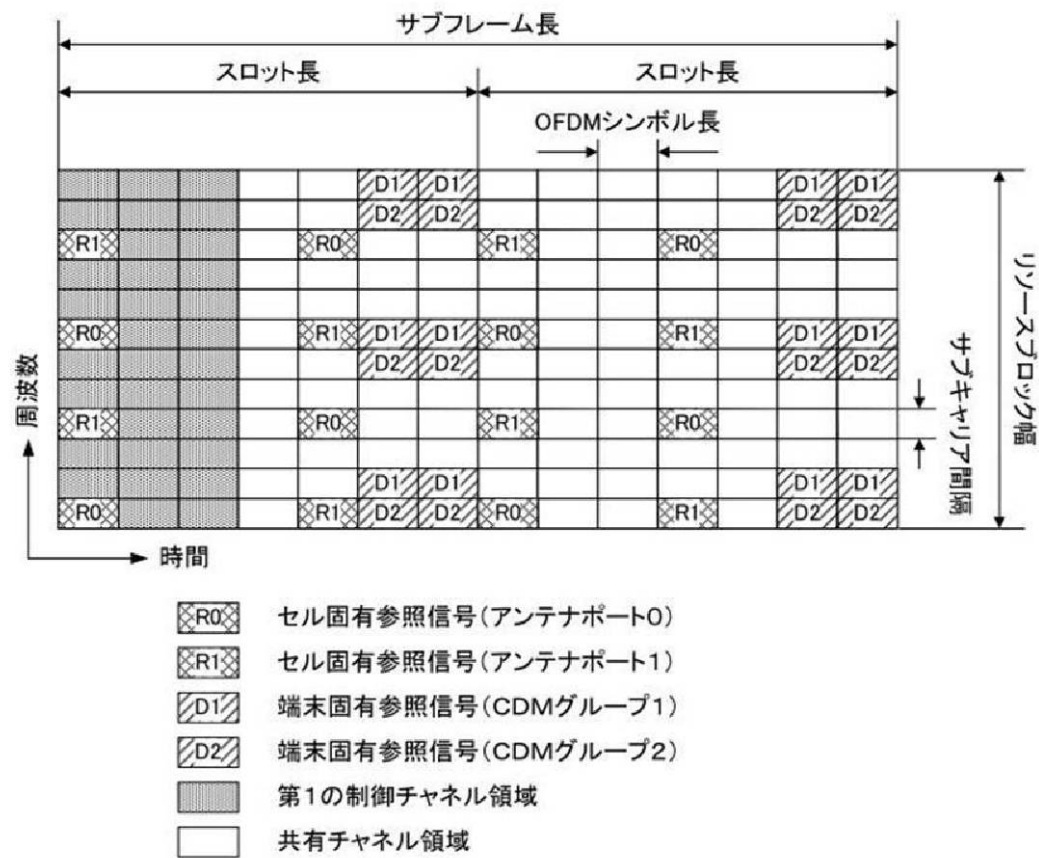 サブフレーム長
スロット長 スロット長
OFDMシンボル長
D1 D1 D1 D1
D2 D2 D2 D2
R1 R0 R1 R0
R0 R1 D1 D1 R0 R1 D1 D1
D2 D2 D2 D2
R1 R0 R1 R0
D1 D1 D1 D1
R0 R1 D2 D2 R0 R1 D2 D2
リソースブロック幅
サブキャリア間隔
周波数
時間
R0 セル固有参照信号(アンテナポート0)
R1 セル固有参照信号(アンテナポート1)
D1 端末固有参照信号(CDMグループ1)
D2 端末固有参照信号(CDMグループ2)
第1の制御チャネル領域
共有チャネル領域